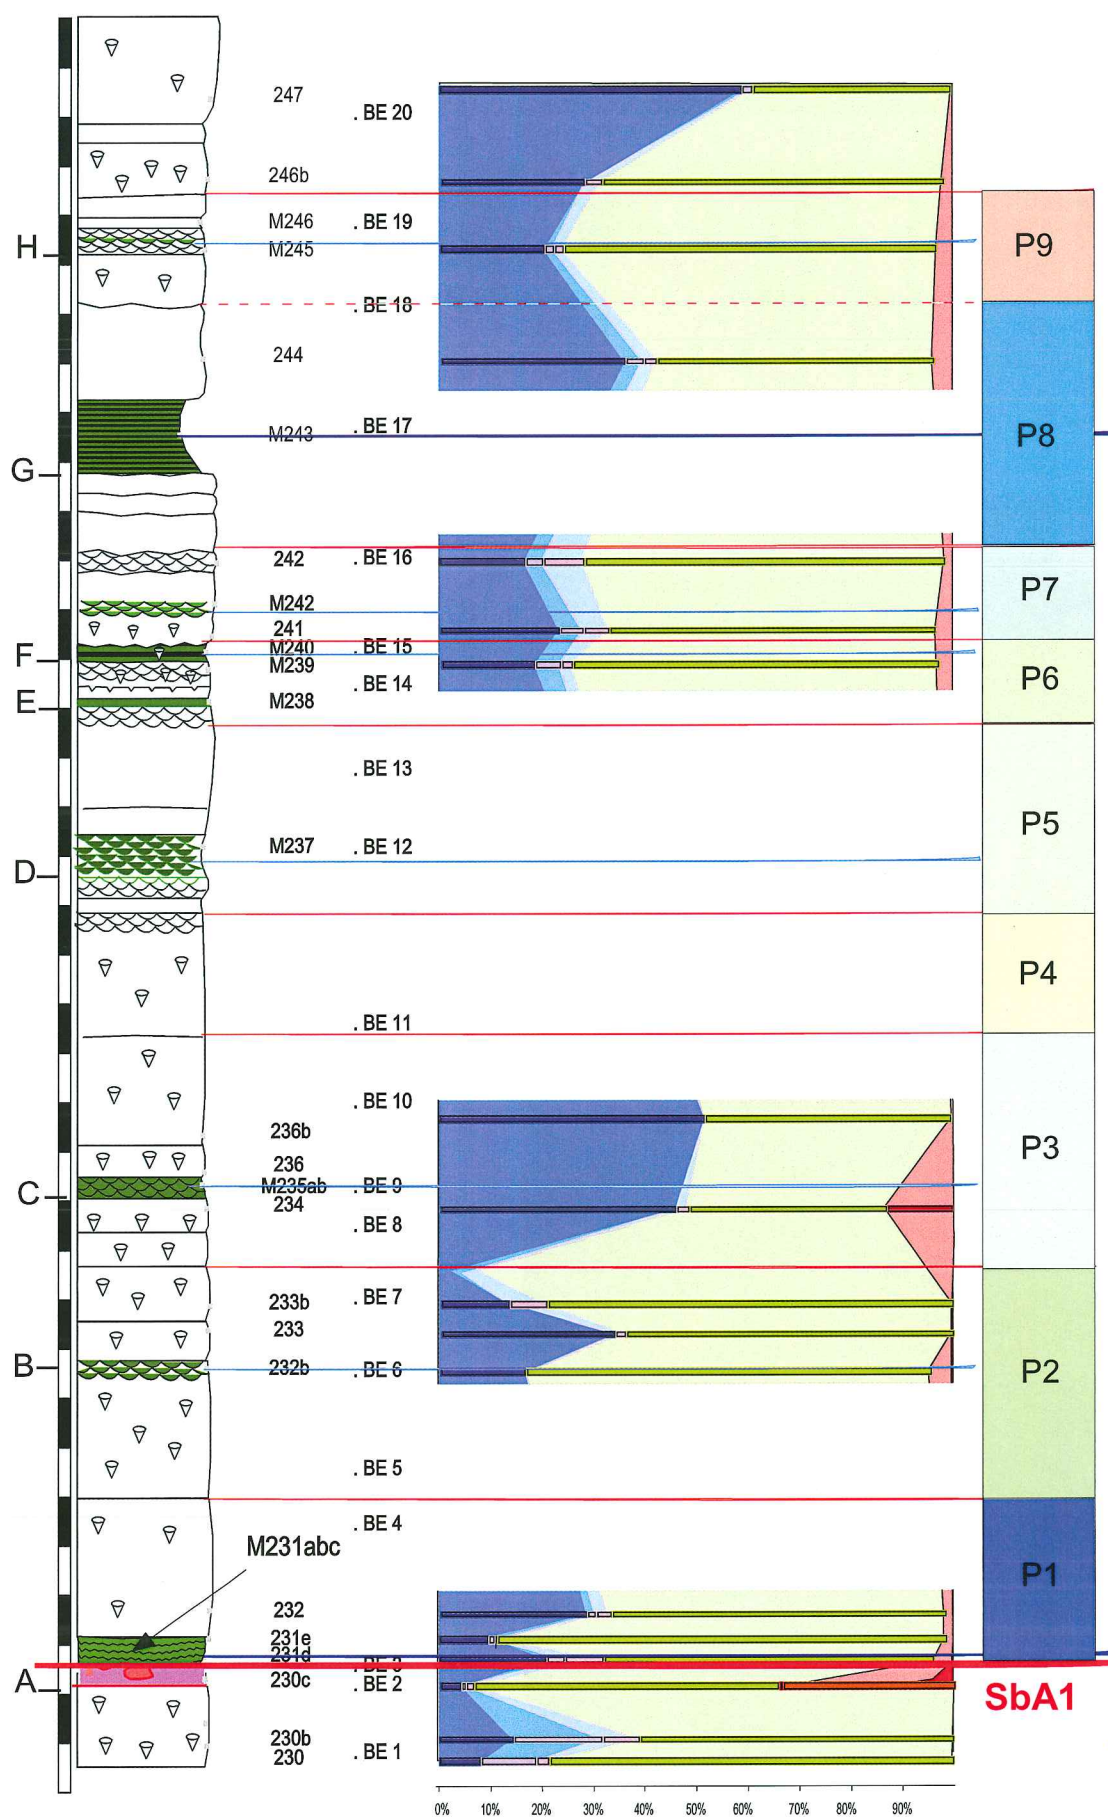 247
. BE 20
246b
M246
. BE 19
H
M245
P9
. BE 18
244
. BE 17
M243
P8
G
242
. BE 16
M242
P7
241
M240
. BE 15
F
M239
. BE 14
P6
E
M238
. BE 13
P5
M237
. BE 12
D
P4
. BE 11
. BE 10
236b
P3
236
C
M235ab
. BE 9
234
. BE 8
233b
. BE 7
233
B
232b
. BE 6
P2
. BE 5
. BE 4
M231abc
P1
232
231e
231d
. BE 3
A
230c
. BE 2
SbA1
230b
. BE 1
230
0% 10% 20% 30% 40% 50% 60% 70% 80% 90%